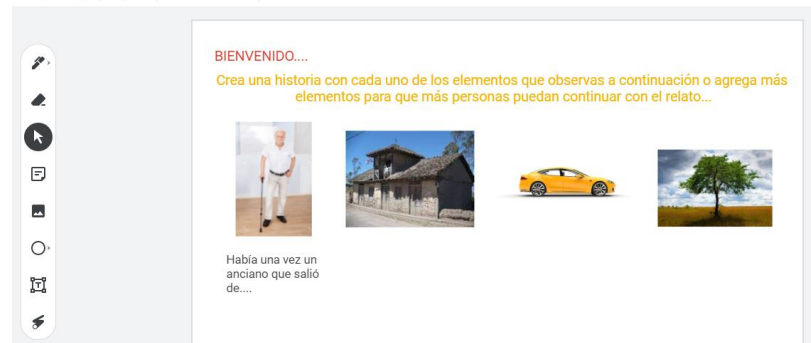 BIENVENIDO....
Crea una historia con cada uno de los elementos que observas a continuación o agrega más
elementos para que más personas puedan continuar con el relato...
Había una vez un
anciano que salió
de....